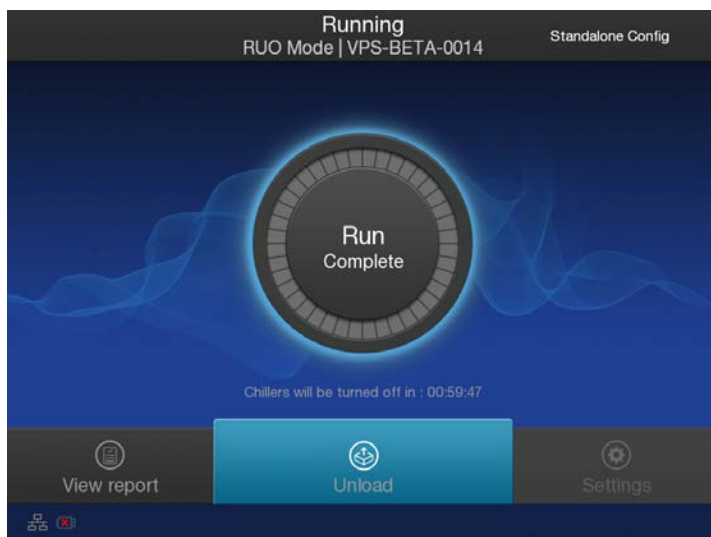 Running
RUO Mode | VPS-BETA-0014
Standalone Config
Run
Complete
Chillers will be turned off in : 00:59:47
View report
Unload
Settings